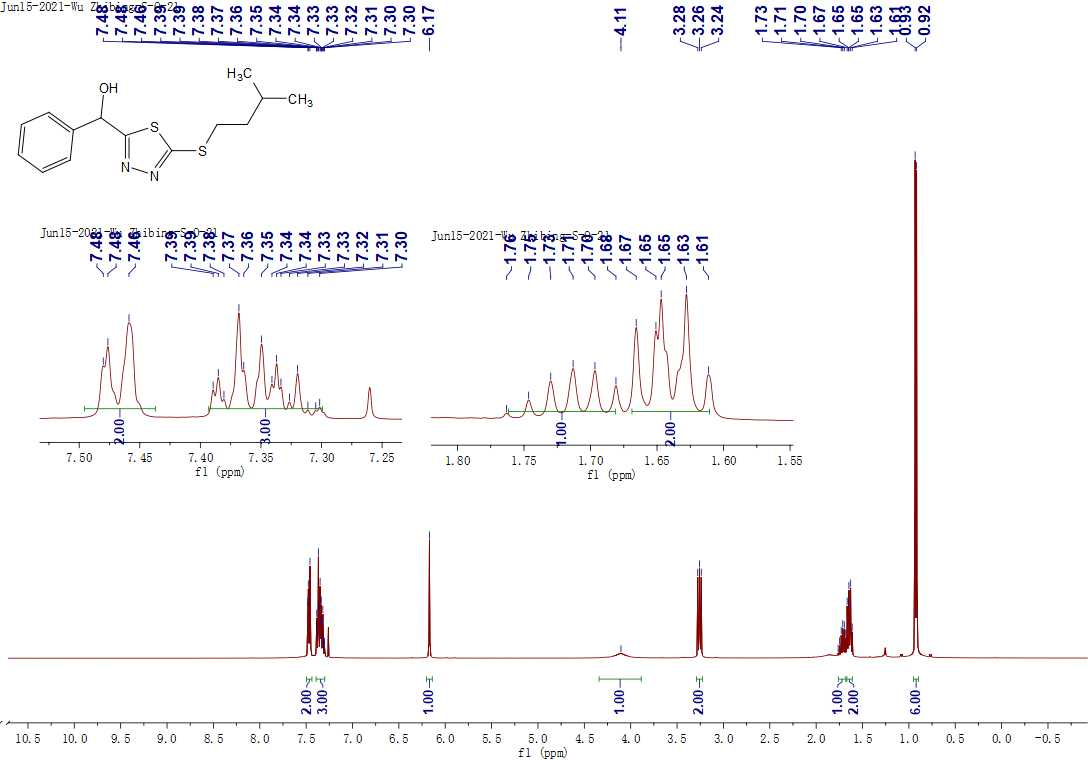 Jun15-2021-Wu Zhibing-S-O-21
7.48 7.48 7.46 7.39 7.39 7.38 7.37 7.36 7.35 7.34 7.34 7.33 7.33 7.32 7.31 7.30 7.30 6.17 4.11 3.28 3.26 3.24 1.73 1.71 1.70 1.67 1.65 1.65 1.63 1.61 0.93 0.92
H3C
CH3
OH
S
S
N
N
Jun15-2021-Wu Zhibing-S-O-21
7.48 7.48 7.46 7.39 7.39 7.38 7.37 7.36 7.35 7.34 7.34 7.33 7.33 7.32 7.31 7.30
2.00 3.00
7.50 7.45 7.40 7.35 7.30 7.25
f1 (ppm)
Jun15-2021-Wu Zhibing-S-O-21
1.76 1.75 1.73 1.71 1.70 1.68 1.67 1.65 1.65 1.63 1.61
1.00 2.00
1.80 1.75 1.70 1.65 1.60 1.55
f1 (ppm)
2.00 3.00 1.00 1.00 2.00 1.00 2.00 6.00
10.5 10.0 9.5 9.0 8.5 8.0 7.5 7.0 6.5 6.0 5.5 5.0 4.5 4.0 3.5 3.0 2.5 2.0 1.5 1.0 0.5 0.0 -0.5
f1 (ppm)